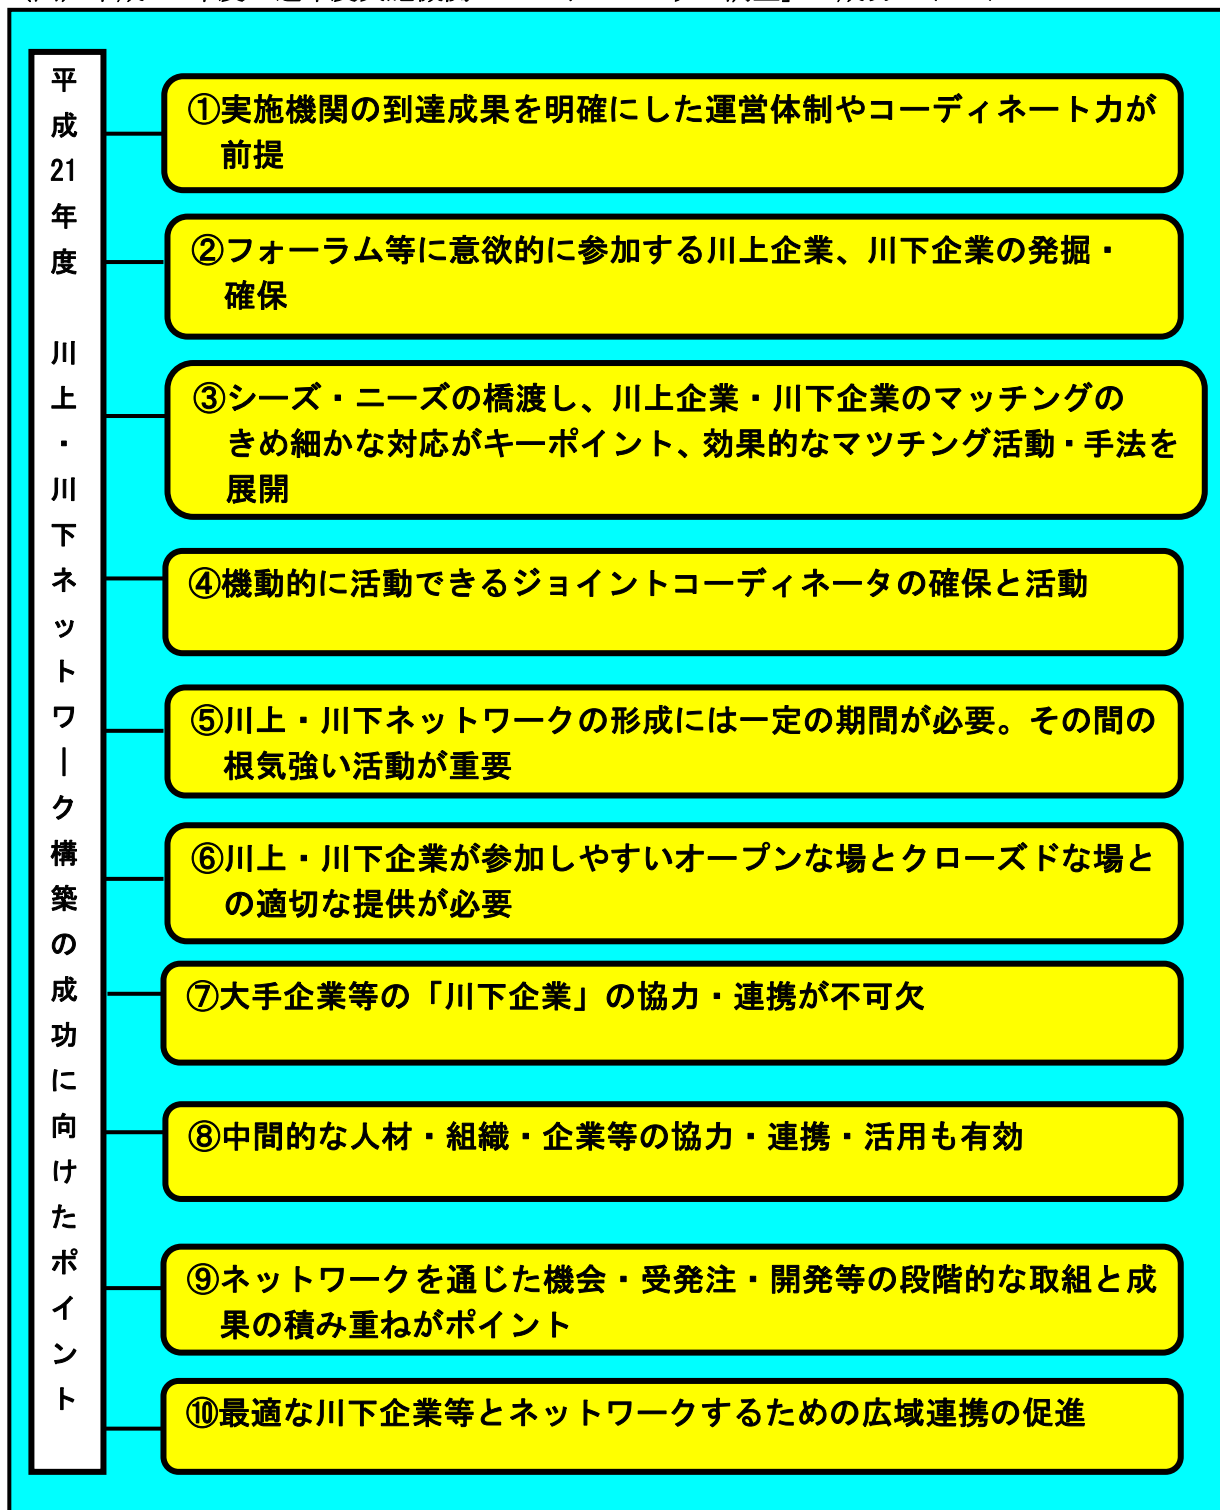 平成21年度　川上・川下ネットワーク構築の成功に向けたポイント
①実施機関の到達成果を明確にした運営体制やコーディネート力が
前提
②フォーラム等に意欲的に参加する川上企業、川下企業の発掘・
確保
③シーズ・ニーズの橋渡し、川上企業・川下企業のマッチングの
きめ細かな対応がキーポイント、効果的なマツチング活動・手法を
展開
④機動的に活動できるジョイントコーディネータの確保と活動
⑤川上・川下ネットワークの形成には一定の期間が必要。その間の
根気強い活動が重要
⑥川上・川下企業が参加しやすいオープンな場とクローズドな場と
の適切な提供が必要
⑦大手企業等の「川下企業」の協力・連携が不可欠
⑧中間的な人材・組織・企業等の協力・連携・活用も有効
⑨ネットワークを通じた機会・受発注・開発等の段階的な取組と成
果の積み重ねがポイント
⑩最適な川下企業等とネットワークするための広域連携の促進